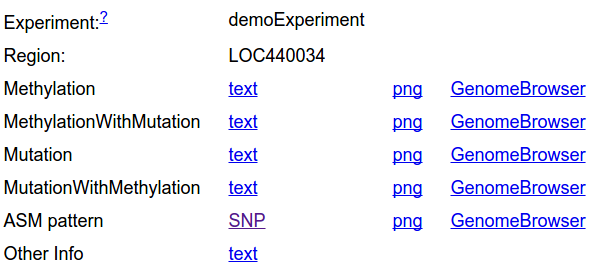 Experiment:? demoExperiment
Region: LOC440034
Methylation text png GenomeBrowser
MethylationWithMutation text png GenomeBrowser
Mutation text png GenomeBrowser
MutationWithMethylation text png GenomeBrowser
ASM pattern SNP png GenomeBrowser
Other Info text